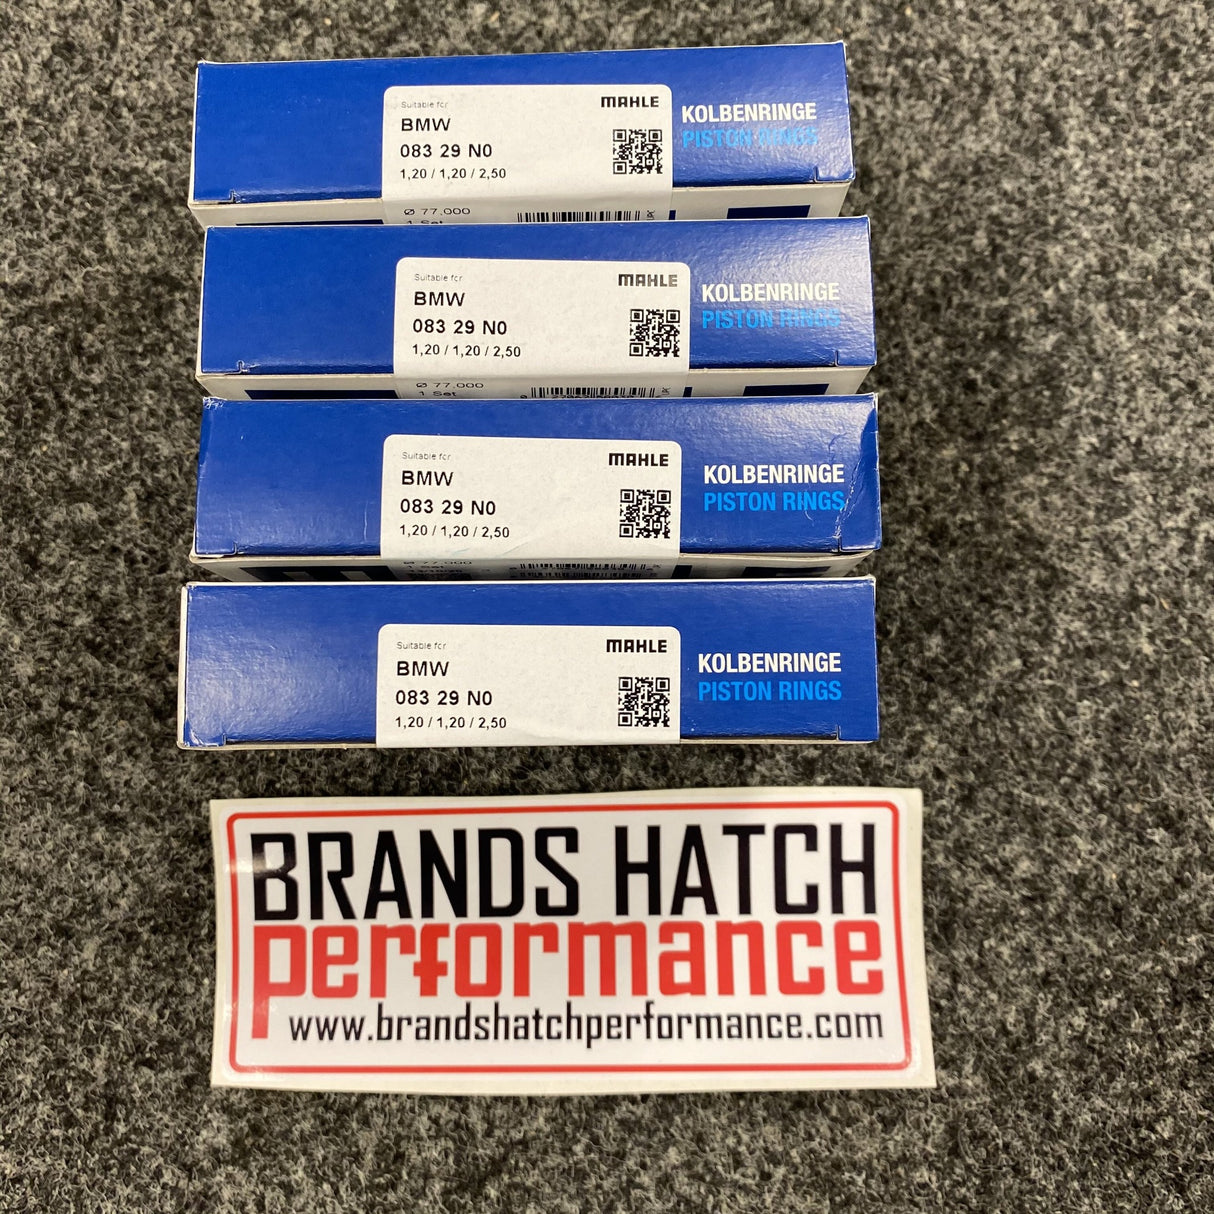 Suitable for
MAHLE
BMW
083 29 N0
1,20 / 1,20 / 2,50
KOLBENRINGE
PISTON RINGS
Ø 77,000
1 Set
Suitable for
MAHLE
BMW
083 29 N0
1,20 / 1,20 / 2,50
KOLBENRINGE
PISTON RINGS
Ø 77,000
1 Set
Suitable for
MAHLE
BMW
083 29 N0
1,20 / 1,20 / 2,50
KOLBENRINGE
PISTON RINGS
Ø 77,000
1 Set
Suitable for
MAHLE
BMW
083 29 N0
1,20 / 1,20 / 2,50
KOLBENRINGE
PISTON RINGS
BRANDS HATCH
performance
www.brandshatchperformance.com